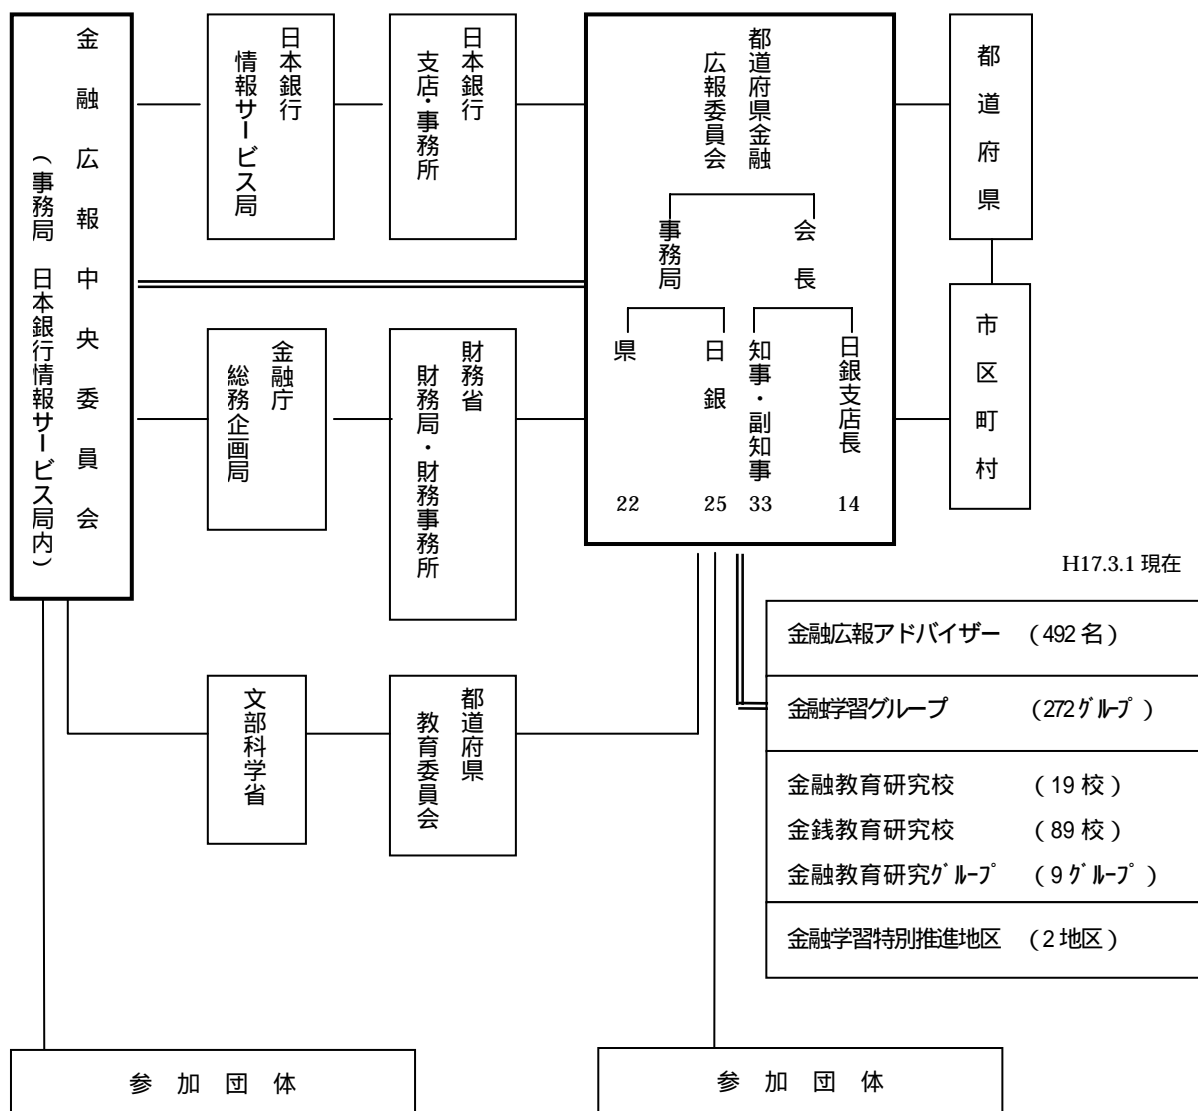 金融広報中央委員会
(事務局 日本銀行情報サービス局内)
日本銀行
情報サービス局
日本銀行
支店・事務所
都道府県金融
広報委員会
事務局
会長
県
日銀
知事・副知事
日銀支店長
22
25
33
14
都道府県
市区町村
金融庁
総務企画局
財務省
財務局・財務事務所
文部科学省
都道府県
教育委員会
H17.3.1 現在
金融広報アドバイザー (492 名)
金融学習グループ (272 グループ)
金融教育研究校 (19 校)
金銭教育研究校 (89 校)
金融教育研究グループ (9 グループ)
金融学習特別推進地区 (2 地区)
参加団体
参加団体